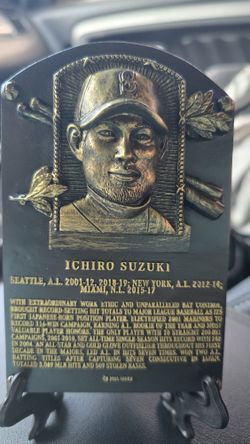 S
ICHIRO SUZUKI
SEATTLE, A.L. 2001-12, 2018-19; NEW YORK, A.L. 2012-14;
MIAMI, N.L. 2015-17
WITH EXTRAORDINARY WORK ETHIC AND UNPARALLELED BAT CONTROL,
BROUGHT RECORD-SETTING HIT TOTALS TO MAJOR LEAGUE BASEBALL AS ITS
FIRST JAPANESE-BORN POSITION PLAYER. ELECTRIFIED 2001 MARINERS TO
RECORD 116-WIN CAMPAIGN, EARNING A.L. ROOKIE OF THE YEAR AND MOST
VALUABLE PLAYER HONORS. THE ONLY PLAYER WITH 10 STRAIGHT 200-HIT
CAMPAIGNS, 2001-2010, SET ALL-TIME SINGLE-SEASON HITS RECORD WITH 262
IN 2004. AN ALL-STAR AND GOLD GLOVE OUTFIELDER THROUGHOUT HIS FIRST
DECADE IN THE MAJORS, LED A.L. IN HITS SEVEN TIMES. WON TWO A.L.
BATTING TITLES AFTER CAPTURING SEVEN CONSECUTIVE IN JAPAN.
TOTALED 3,089 MLB HITS AND 509 STOLEN BASES.